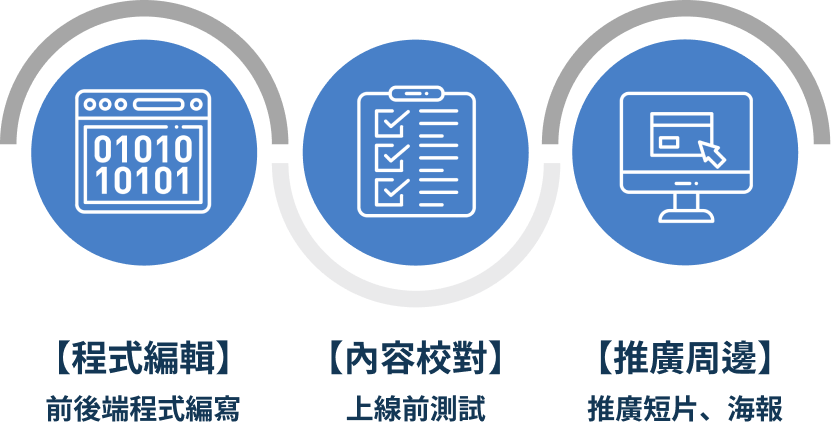 01010
10101
【程式編輯】
前後端程式編寫
【內容校對】
上線前測試
【推廣周邊】
推廣短片、海報